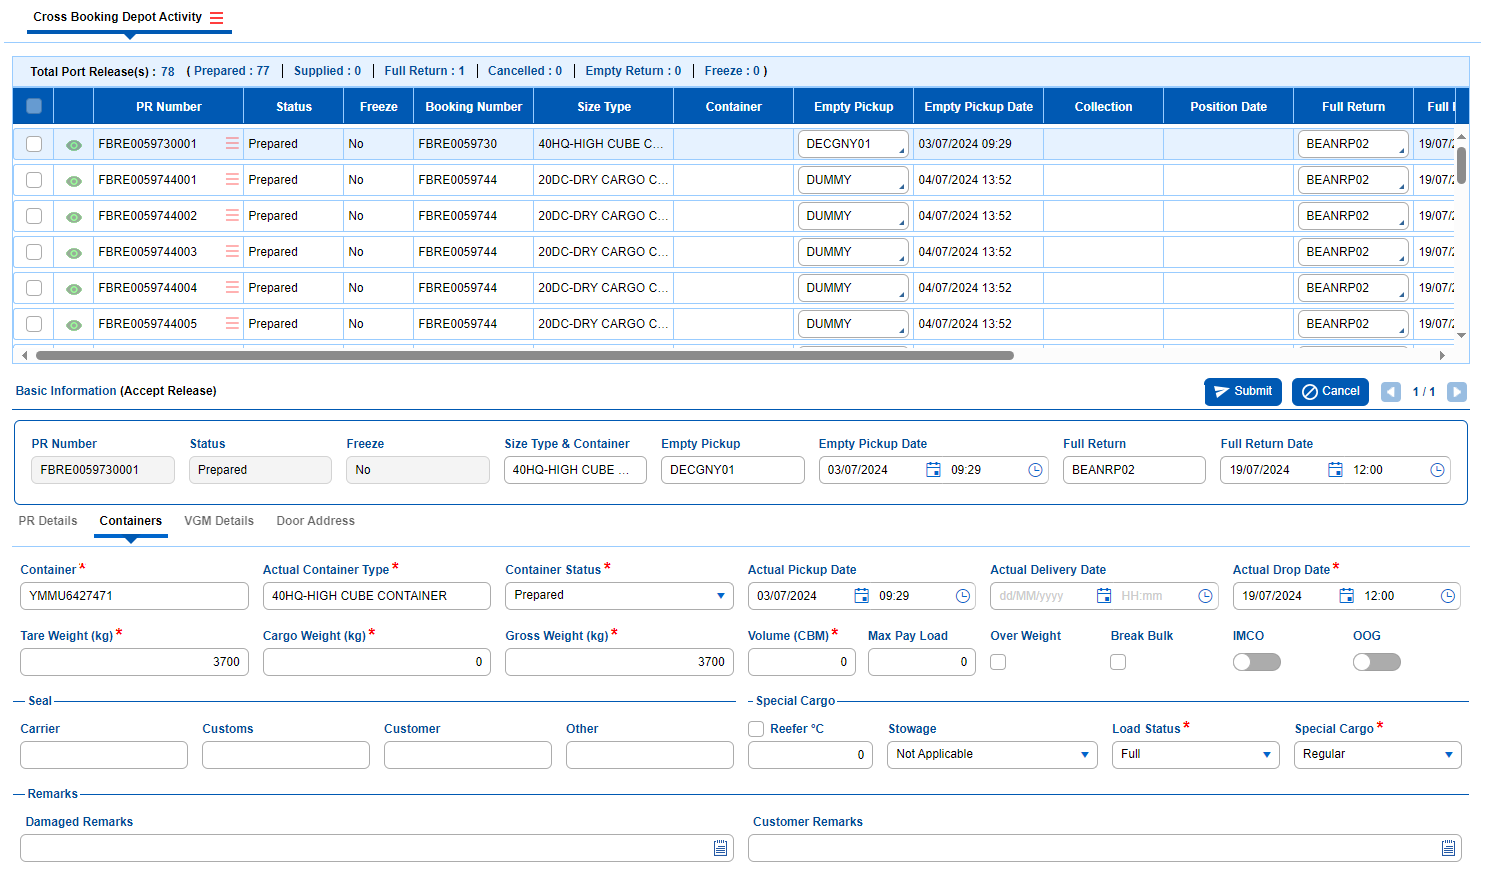 Cross Booking Depot Activity
Total Port Release(s) : 78 ( Prepared : 77 | Supplied : 0 | Full Return : 1 | Cancelled : 0 | Empty Return : 0 | Freeze : 0 )
PR Number Status Freeze Booking Number Size Type Container Empty Pickup Empty Pickup Date Collection Position Date Full Return Full
FBRE0059730001 Prepared No FBRE0059730 40HQ-HIGH CUBE C... DECGNY01 03/07/2024 09:29 BEANRP02 19/07/
FBRE0059744001 Prepared No FBRE0059744 20DC-DRY CARGO C... DUMMY 04/07/2024 13:52 BEANRP02 19/07/
FBRE0059744002 Prepared No FBRE0059744 20DC-DRY CARGO C... DUMMY 04/07/2024 13:52 BEANRP02 19/07/
FBRE0059744003 Prepared No FBRE0059744 20DC-DRY CARGO C... DUMMY 04/07/2024 13:52 BEANRP02 19/07/
FBRE0059744004 Prepared No FBRE0059744 20DC-DRY CARGO C... DUMMY 04/07/2024 13:52 BEANRP02 19/07/
FBRE0059744005 Prepared No FBRE0059744 20DC-DRY CARGO C... DUMMY 04/07/2024 13:52 BEANRP02 19/07/
Basic Information (Accept Release) Submit Cancel 1 / 1
PR Number Status Freeze Size Type & Container Empty Pickup Empty Pickup Date Full Return Full Return Date
FBRE0059730001 Prepared No 40HQ-HIGH CUBE ... DECGNY01 03/07/2024 09:29 BEANRP02 19/07/2024 12:00
PR Details Containers VGM Details Door Address
Container * Actual Container Type * Container Status * Actual Pickup Date Actual Delivery Date Actual Drop Date *
YMMU6427471 40HQ-HIGH CUBE CONTAINER Prepared 03/07/2024 09:29 dd/MM/yyyy HH:mm 19/07/2024 12:00
Tare Weight (kg) * Cargo Weight (kg) * Gross Weight (kg) * Volume (CBM) * Max Pay Load Over Weight Break Bulk IMCO OOG
3700 0 3700 0 0
Seal Special Cargo
Carrier Customs Customer Other Reefer °C Stowage Load Status * Special Cargo *
0 Not Applicable Full Regular
Remarks
Damaged Remarks Customer Remarks